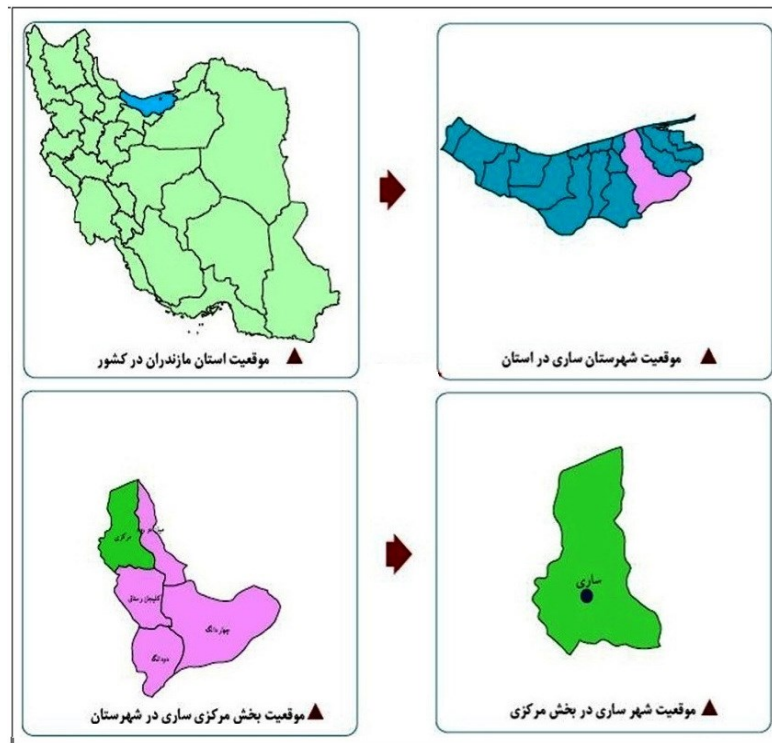 موقعیت استان مازندران در کشور
موقعیت شهرستان ساری در استان
مرکزی
کلیجان رستاق
چهاردانگه
دودانگه
موقعیت بخش مرکزی ساری در شهرستان
ساری
موقعیت شهر ساری در بخش مرکزی